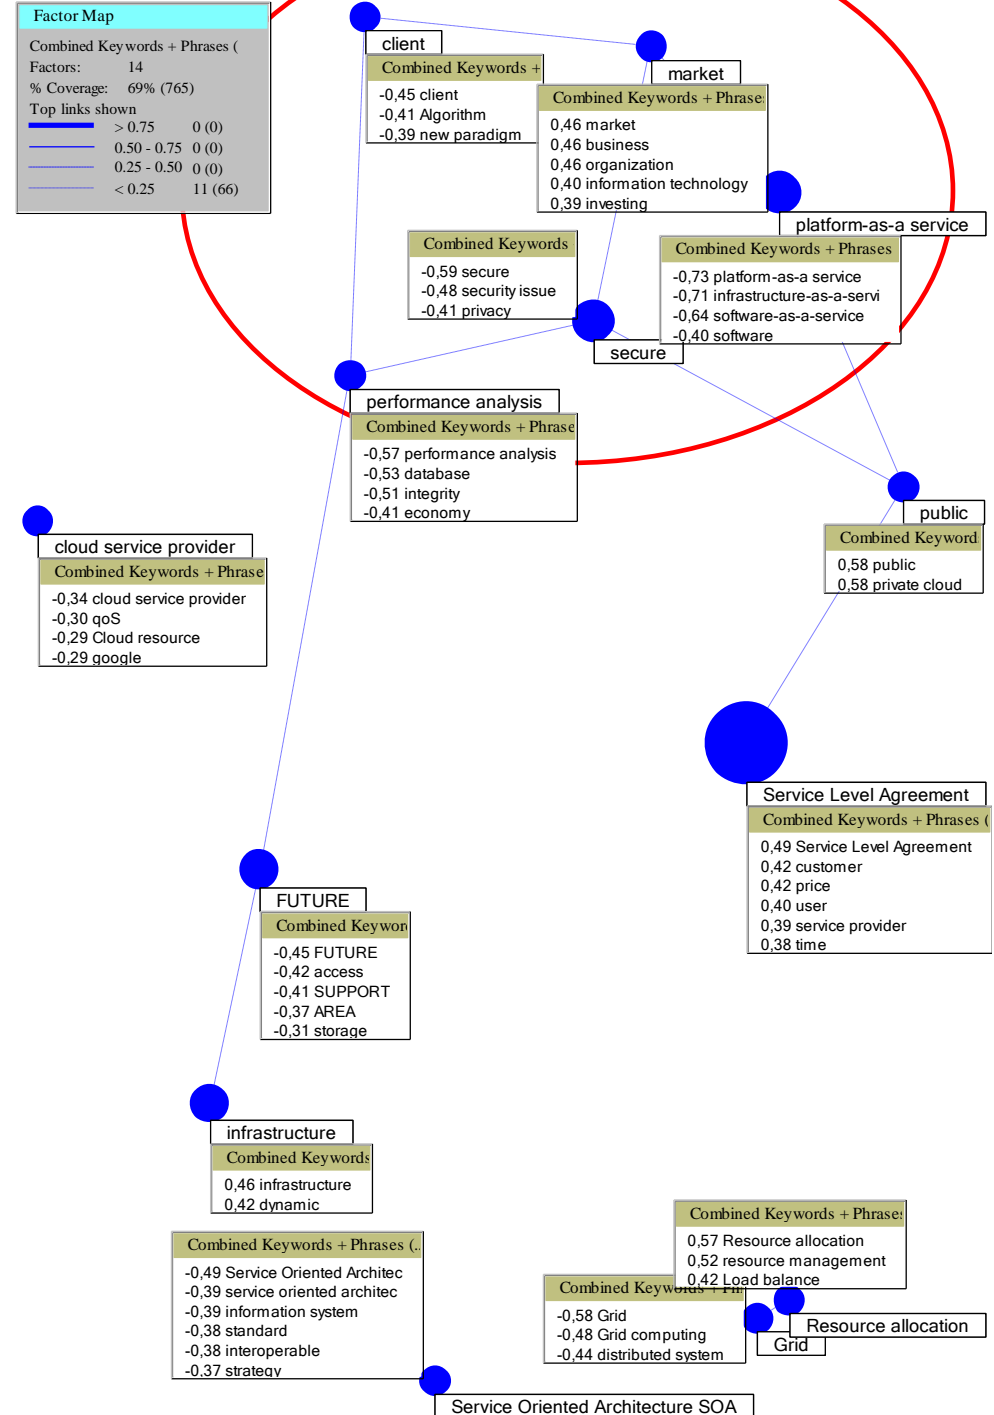 Factor Map
Combined Keywords + Phrases (
Factors: 14
% Coverage: 69% (765)
Top links shown
> 0.75 0 (0)
0.50 - 0.75 0 (0)
0.25 - 0.50 0 (0)
< 0.25 11 (66)
client
Combined Keywords +
-0,45 client
-0,41 Algorithm
-0,39 new paradigm
market
Combined Keywords + Phrases
0,46 market
0,46 business
0,46 organization
0,40 information technology
0,39 investing
platform-as-a service
Combined Keywords + Phrases
-0,73 platform-as-a service
-0,71 infrastructure-as-a-servi
-0,64 software-as-a-service
-0,40 software
Combined Keywords
-0,59 secure
-0,48 security issue
-0,41 privacy
secure
performance analysis
Combined Keywords + Phrase
-0,57 performance analysis
-0,53 database
-0,51 integrity
-0,41 economy
public
Combined Keyword
0,58 public
0,58 private cloud
cloud service provider
Combined Keywords + Phrase
-0,34 cloud service provider
-0,30 qoS
-0,29 Cloud resource
-0,29 google
Service Level Agreement
Combined Keywords + Phrases (
0,49 Service Level Agreement
0,42 customer
0,42 price
0,40 user
0,39 service provider
0,38 time
FUTURE
Combined Keywor
-0,45 FUTURE
-0,42 access
-0,41 SUPPORT
-0,37 AREA
-0,31 storage
infrastructure
Combined Keywords
0,46 infrastructure
0,42 dynamic
Combined Keywords + Phrases (..
-0,49 Service Oriented Architec
-0,39 service oriented architec
-0,39 information system
-0,38 standard
-0,38 interoperable
-0,37 strategy
Service Oriented Architecture SOA
Combined Keywords + Phrases
0,57 Resource allocation
0,52 resource management
0,42 Load balance
Resource allocation
Combined Keywords + Phr
-0,58 Grid
-0,48 Grid computing
-0,44 distributed system
Grid